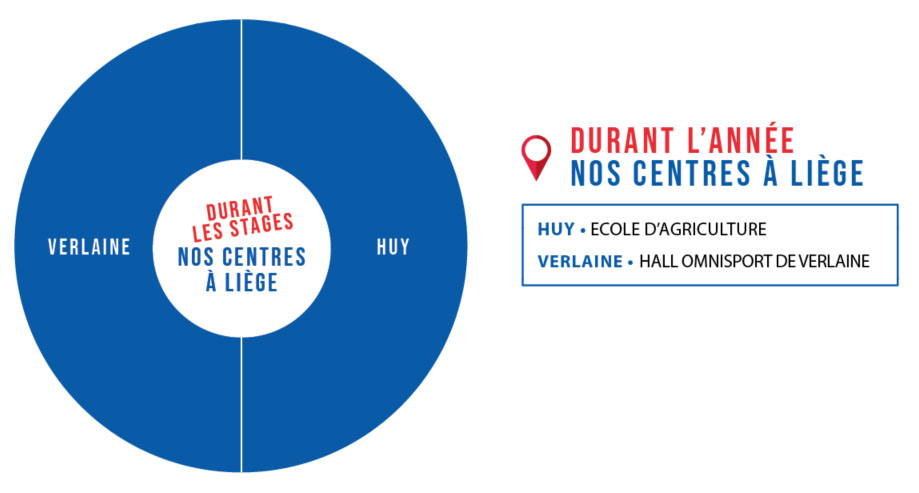 DURANT
LES STAGES
NOS CENTRES
À LIÈGE
VERLAINE
HUY
DURANT L'ANNÉE
NOS CENTRES À LIÈGE
HUY • ECOLE D'AGRICULTURE
VERLAINE • HALL OMNISPORT DE VERLAINE